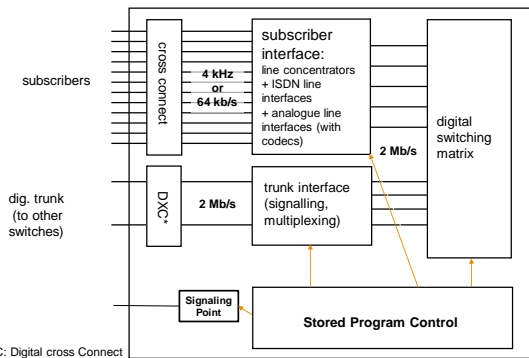 subscribers
cross connect
4 kHz
or
64 kb/s
subscriber
interface:
line concentrators
+ ISDN line
interfaces
+ analogue line
interfaces (with
codecs)
digital
switching
matrix
2 Mb/s
dig. trunk
(to other
switches)
DXC*
2 Mb/s
trunk interface
(signalling,
multiplexing)
Signaling
Point
Stored Program Control
C: Digital cross Connect